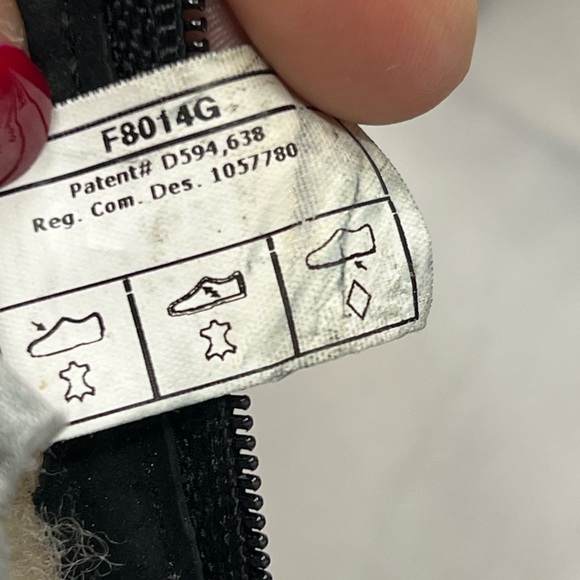 F8014G
Patent# D594,638
Reg. Com. Des. 1057780